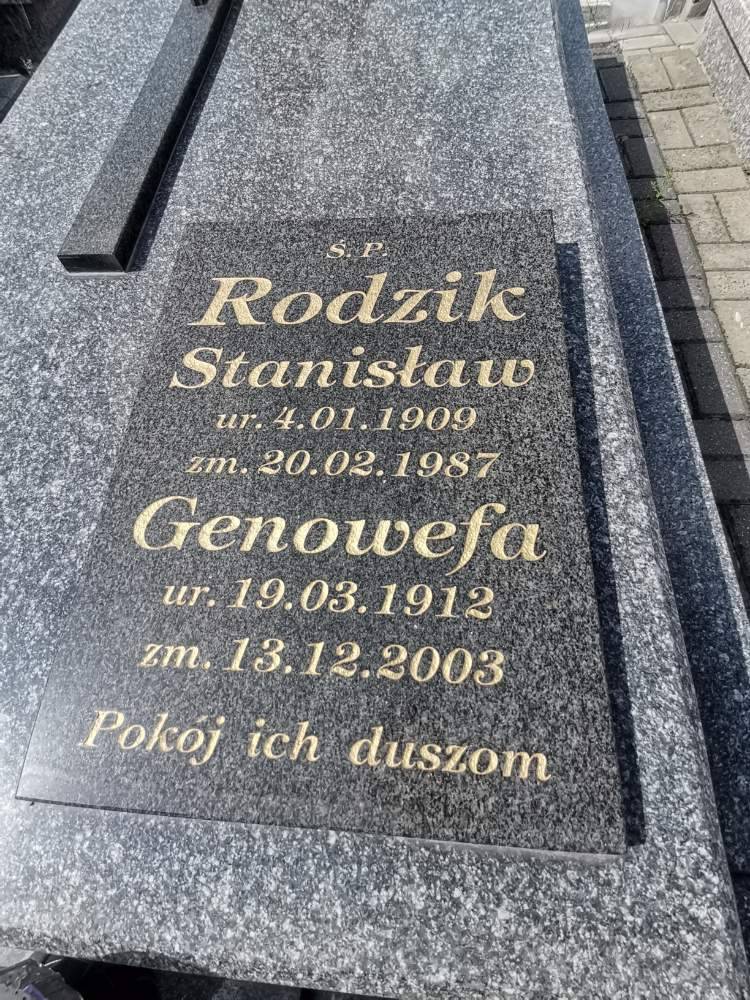 Ś. P.
Rodzik
Stanisław
ur. 4.01.1909
zm. 20.02.1987
Genowefa
ur. 19.03.1912
zm. 13.12.2003
Pokój ich duszom